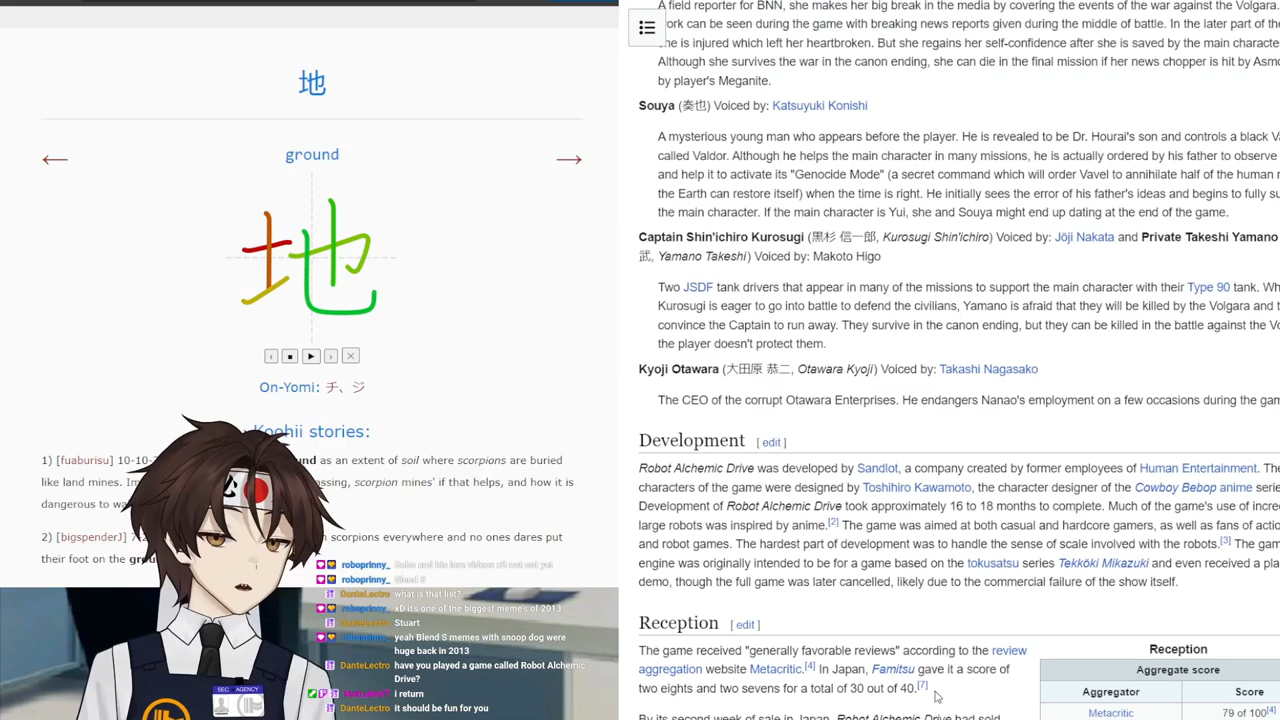 地
←
→
ground
On-Yomi: チ、ジ
Koohii stories:
1) [fuaburisu] 10-10-
und as an extent of soil where scorpions are buried
like land mines. Im
assing, scorpion mines' if that helps, and how it is
dangerous to wa
2) [bigspenderJ] 7
n scorpions everywhere and no ones dares put
their foot on the gro
roboprinny_ Blend S
DanteLectro what is that list?
roboprinny_ xD it's one of the biggest meme's of 2013
DanteLectro Stuart
roboprinny_ yeah Blend S memes with snoop dog were
huge back in 2013
DanteLectro have you played a game called Robot Alchemic
Drive?
i return
DanteLectro it should be fun for you
SEC AGENCY
A field reporter for BNN, she makes her big break in the media by covering the events of the war against the Volgara.
ork can be seen during the game with breaking news reports given during the middle of battle. In the later part of the
he is injured which left her heartbroken. But she regains her self-confidence after she is saved by the main characte
Although she survives the war in the canon ending, she can die in the final mission if her news chopper is hit by Asm
by player's Meganite.
Souya (奏也) Voiced by: Katsuyuki Konishi
A mysterious young man who appears before the player. He is revealed to be Dr. Hourai's son and controls a black V
called Valdor. Although he helps the main character in many missions, he is actually ordered by his father to observe
and help it to activate its "Genocide Mode" (a secret command which will order Vavel to annihilate half of the human r
the Earth can restore itself) when the time is right. He initially sees the error of his father's ideas and begins to fully su
the main character. If the main character is Yui, she and Souya might end up dating at the end of the game.
Captain Shin'ichiro Kurosugi (黒杉 信一郎, Kurosugi Shin'ichiro) Voiced by: Jōji Nakata and Private Takeshi Yamano
武, Yamano Takeshi) Voiced by: Makoto Higo
Two JSDF tank drivers that appear in many of the missions to support the main character with their Type 90 tank. Wh
Kurosugi is eager to go into battle to defend the civilians, Yamano is afraid that they will be killed by the Volgara and t
convince the Captain to run away. They survive in the canon ending, but they can be killed in the battle against the Vo
the player doesn't protect them.
Kyoji Otawara (大田原 恭二, Otawara Kyoji) Voiced by: Takashi Nagasako
The CEO of the corrupt Otawara Enterprises. He endangers Nanao's employment on a few occasions during the gam
Development [ edit ]
Robot Alchemic Drive was developed by Sandlot, a company created by former employees of Human Entertainment. The
characters of the game were designed by Toshihiro Kawamoto, the character designer of the Cowboy Bebop anime serie
Development of Robot Alchemic Drive took approximately 16 to 18 months to complete. Much of the game's use of incre
large robots was inspired by anime.[2] The game was aimed at both casual and hardcore gamers, as well as fans of actio
and robot games. The hardest part of development was to handle the sense of scale involved with the robots.[3] The gam
engine was originally intended to be for a game based on the tokusatsu series Tekkōki Mikazuki and even received a pla
demo, though the full game was later cancelled, likely due to the commercial failure of the show itself.
Reception [ edit ]
The game received "generally favorable reviews" according to the review
aggregation website Metacritic.[4] In Japan, Famitsu gave it a score of
two eights and two sevens for a total of 30 out of 40.[7]
By its second week of sale in Japan, Robot Alchemic Drive had sold
Reception
Aggregate score
Aggregator Score
Metacritic 79 of 100[4]